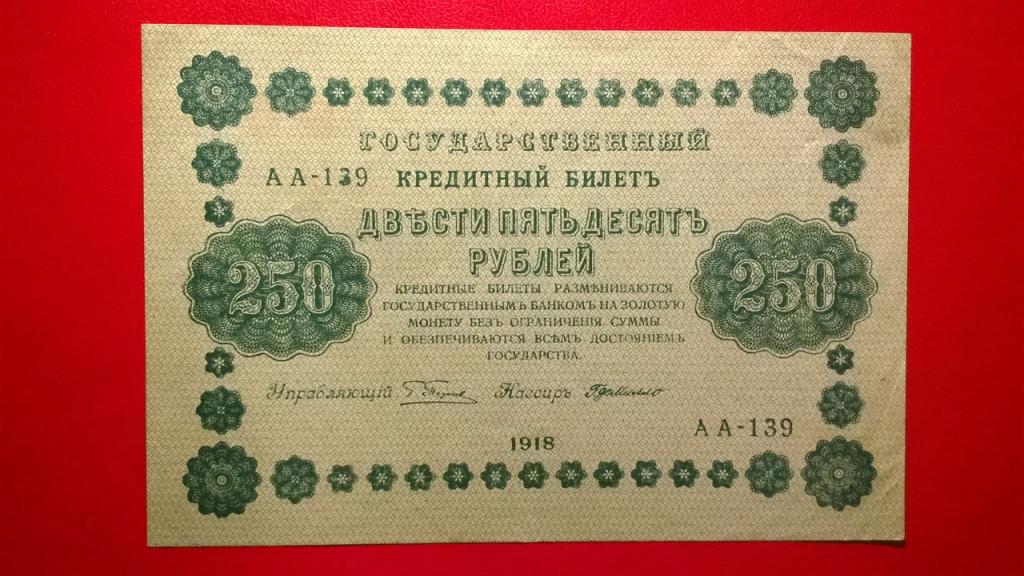 ГОСУДАРСТВЕННЫЙ
АА-139 КРЕДИТНЫЙ БИЛЕТЪ
ДВѢСТИ ПЯТЬДЕСЯТЪ
РУБЛЕЙ
250 250
КРЕДИТНЫЕ БИЛЕТЫ РАЗМѢНИВАЮТСЯ
ГОСУДАРСТВЕННЫМЪ БАНКОМЪ НА ЗОЛОТУЮ
МОНЕТУ БЕЗЪ ОГРАНИЧЕНІЯ СУММЫ
И ОБЕЗПЕЧИВАЮТСЯ ВСѢМЪ ДОСТОЯНІЕМЪ
ГОСУДАРСТВА.
Управляющій Кассиръ
АА-139
1918